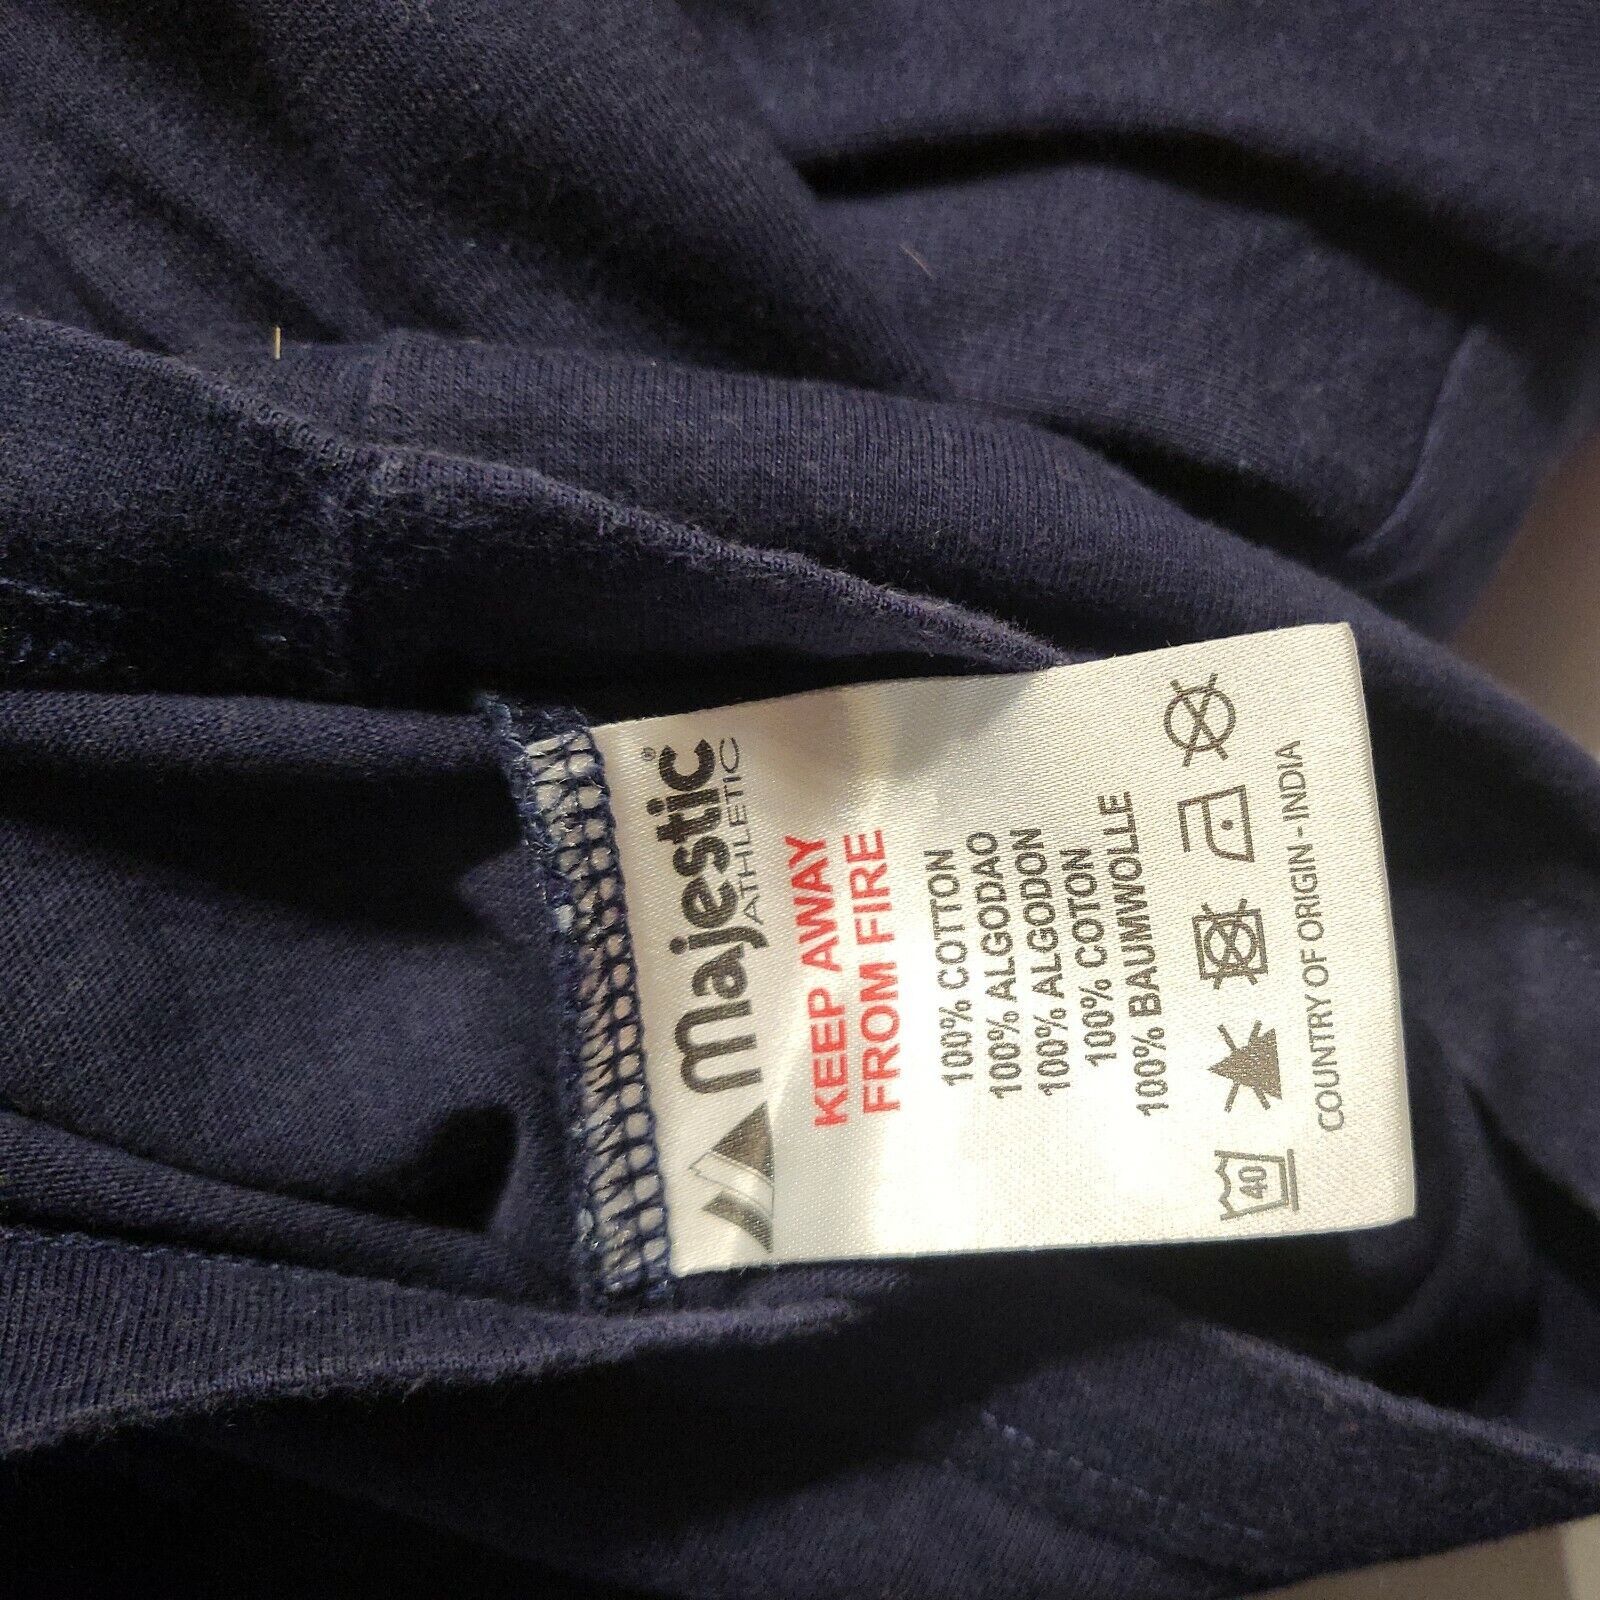 majestic®
ATHLETIC
KEEP AWAY
FROM FIRE
100% COTTON
100% ALGODAO
100% ALGODON
100% COTON
100% BAUMWOLLE
40
COUNTRY OF ORIGIN - INDIA